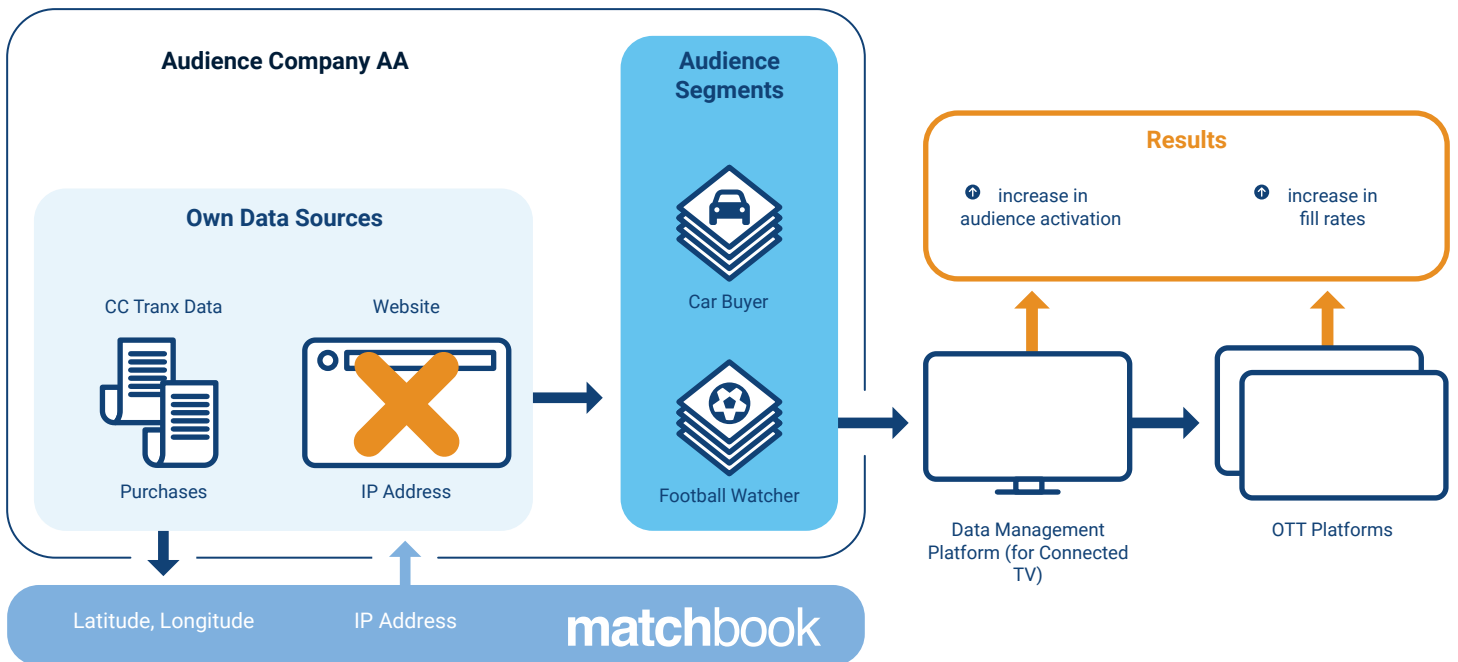 Audience Company AA
Audience
Segments
Own Data Sources
CC Tranx Data
Website
Purchases
IP Address
Car Buyer
Football Watcher
Results
increase in
audience activation
increase in
fill rates
Data Management
Platform (for Connected
TV)
OTT Platforms
Latitude, Longitude
IP Address
matchbook